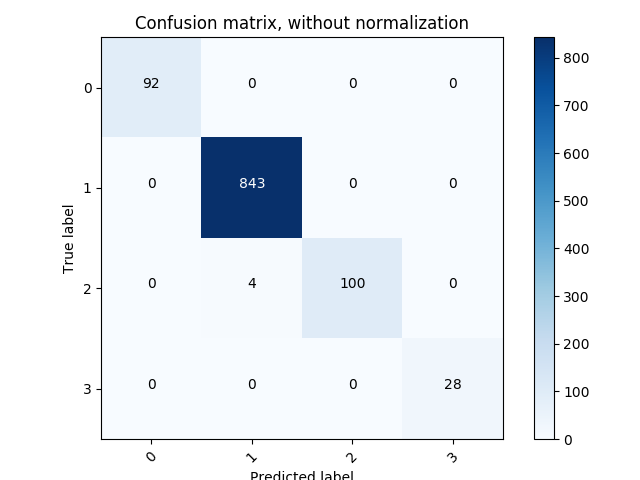 Confusion matrix, without normalization
0 92 0 0 0
1 0 843 0 0
2 0 4 100 0
3 0 0 0 28
0 1 2 3
True label
Predicted label
800
700
600
500
400
300
200
100
0